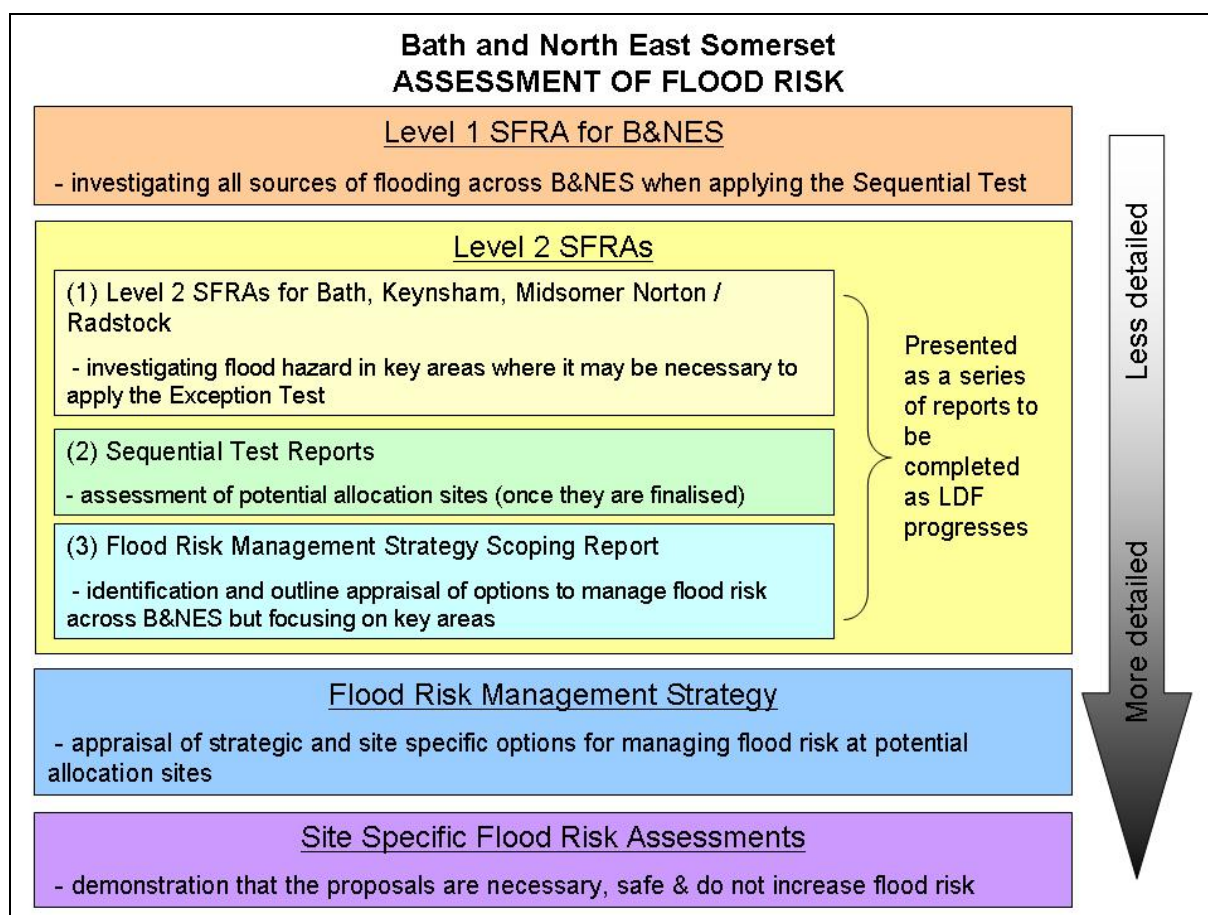 Bath and North East Somerset
ASSESSMENT OF FLOOD RISK
Level 1 SFRA for B&NES
- investigating all sources of flooding across B&NES when applying the Sequential Test
Level 2 SFRAs
(1) Level 2 SFRAs for Bath, Keynsham, Midsomer Norton /
Radstock
- investigating flood hazard in key areas where it may be necessary to
apply the Exception Test
(2) Sequential Test Reports
- assessment of potential allocation sites (once they are finalised)
(3) Flood Risk Management Strategy Scoping Report
- identification and outline appraisal of options to manage flood risk
across B&NES but focusing on key areas
Presented
as a series
of reports to
be
completed
as LDF
progresses
Flood Risk Management Strategy
- appraisal of strategic and site specific options for managing flood risk at potential
allocation sites
Site Specific Flood Risk Assessments
- demonstration that the proposals are necessary, safe & do not increase flood risk
Less detailed
More detailed